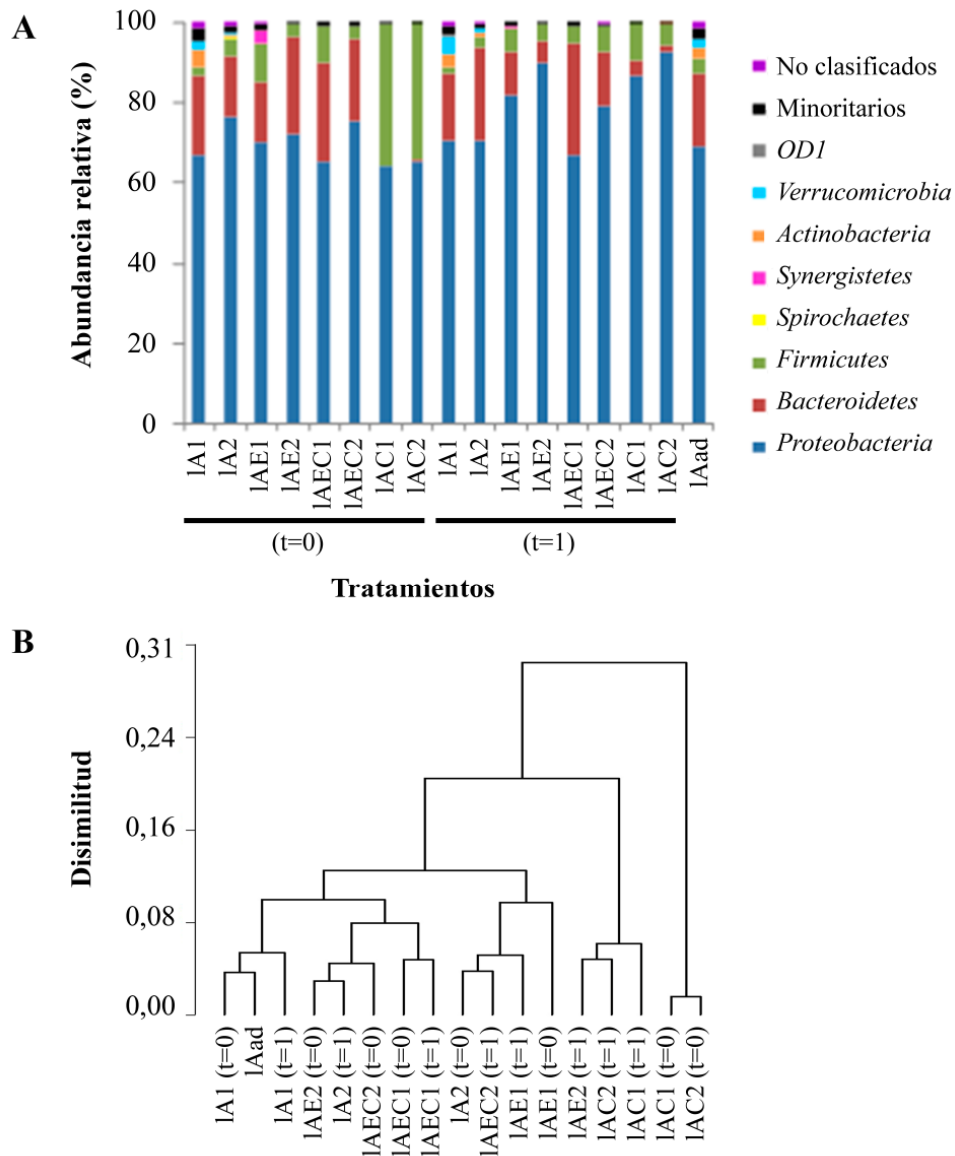 A
Abundancia relativa (%)
100
80
60
40
20
0
lA1
lA2
lAE1
lAE2
lAEC1
lAEC2
lAC1
lAC2
lA1
lA2
lAE1
lAE2
lAEC1
lAEC2
lAC1
lAC2
lAad
(t=0)
(t=1)
Tratamientos
No clasificados
Minoritarios
OD1
Verrucomicrobia
Actinobacteria
Synergistetes
Spirochaetes
Firmicutes
Bacteroidetes
Proteobacteria
B
Disimilitud
0,31
0,24
0,16
0,08
0,00
lA1 (t=0)
lAad
lA1 (t=1)
lAE2 (t=0)
lA2 (t=1)
lAEC2 (t=0)
lAEC1 (t=0)
lAEC1 (t=1)
lA2 (t=0)
lAEC2 (t=1)
lAE1 (t=1)
lAE1 (t=0)
lAE2 (t=1)
lAC2 (t=1)
lAC1 (t=1)
lAC1 (t=0)
lAC2 (t=0)